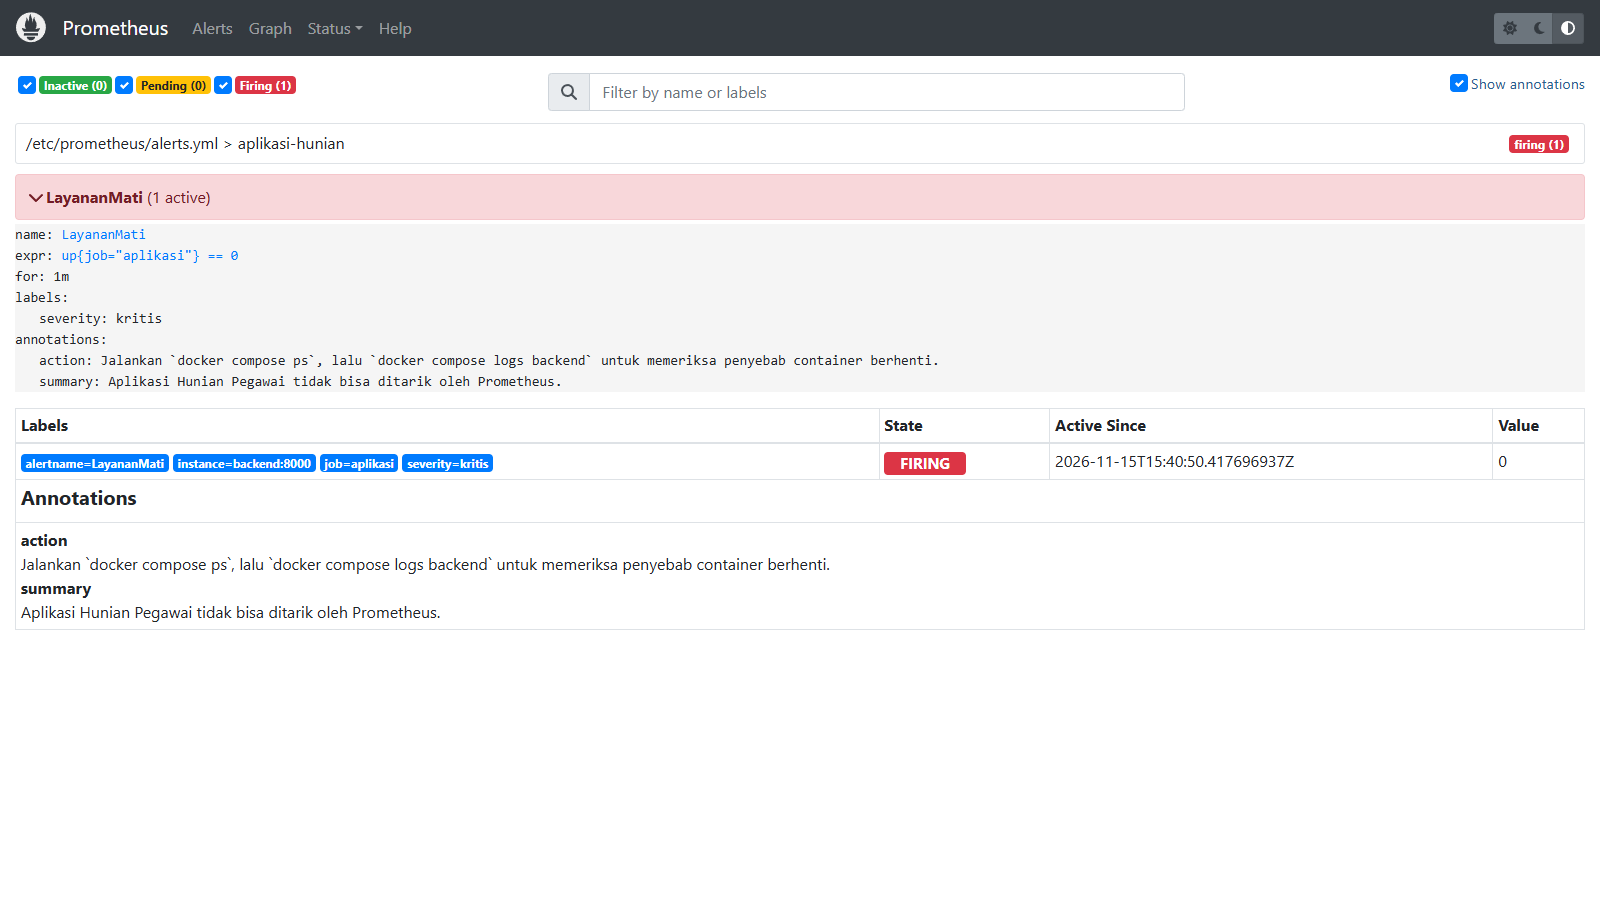 Prometheus Alerts Graph Status Help
Inactive (0) Pending (0) Firing (1)
Filter by name or labels
Show annotations
/etc/prometheus/alerts.yml > aplikasi-hunian
firing (1)
LayananMati (1 active)
name: LayananMati
expr: up{job="aplikasi"} == 0
for: 1m
labels:
severity: kritis
annotations:
action: Jalankan `docker compose ps`, lalu `docker compose logs backend` untuk memeriksa penyebab container berhenti.
summary: Aplikasi Hunian Pegawai tidak bisa ditarik oleh Prometheus.
Labels State Active Since Value
alertname=LayananMati instance=backend:8000 job=aplikasi severity=kritis FIRING 2026-11-15T15:40:50.417696937Z 0
Annotations
action
Jalankan `docker compose ps`, lalu `docker compose logs backend` untuk memeriksa penyebab container berhenti.
summary
Aplikasi Hunian Pegawai tidak bisa ditarik oleh Prometheus.